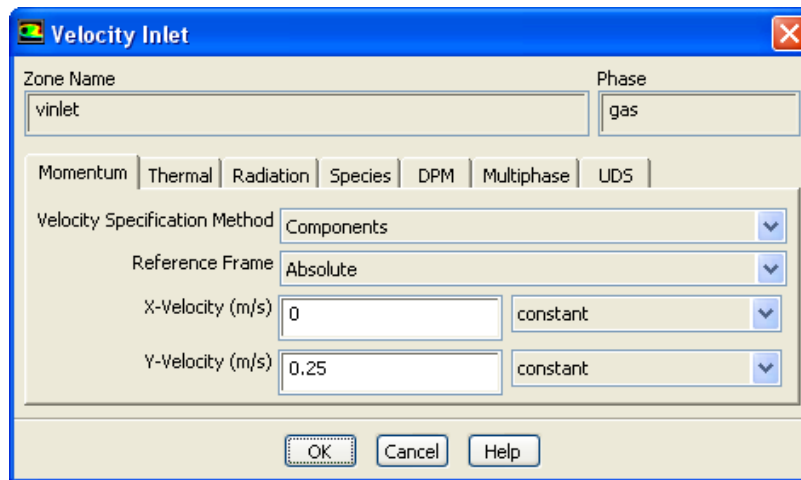 Velocity Inlet
Zone Name Phase
vinlet gas
Momentum Thermal Radiation Species DPM Multiphase UDS
Velocity Specification Method Components
Reference Frame Absolute
X-Velocity (m/s) 0 constant
Y-Velocity (m/s) 0.25 constant
OK Cancel Help